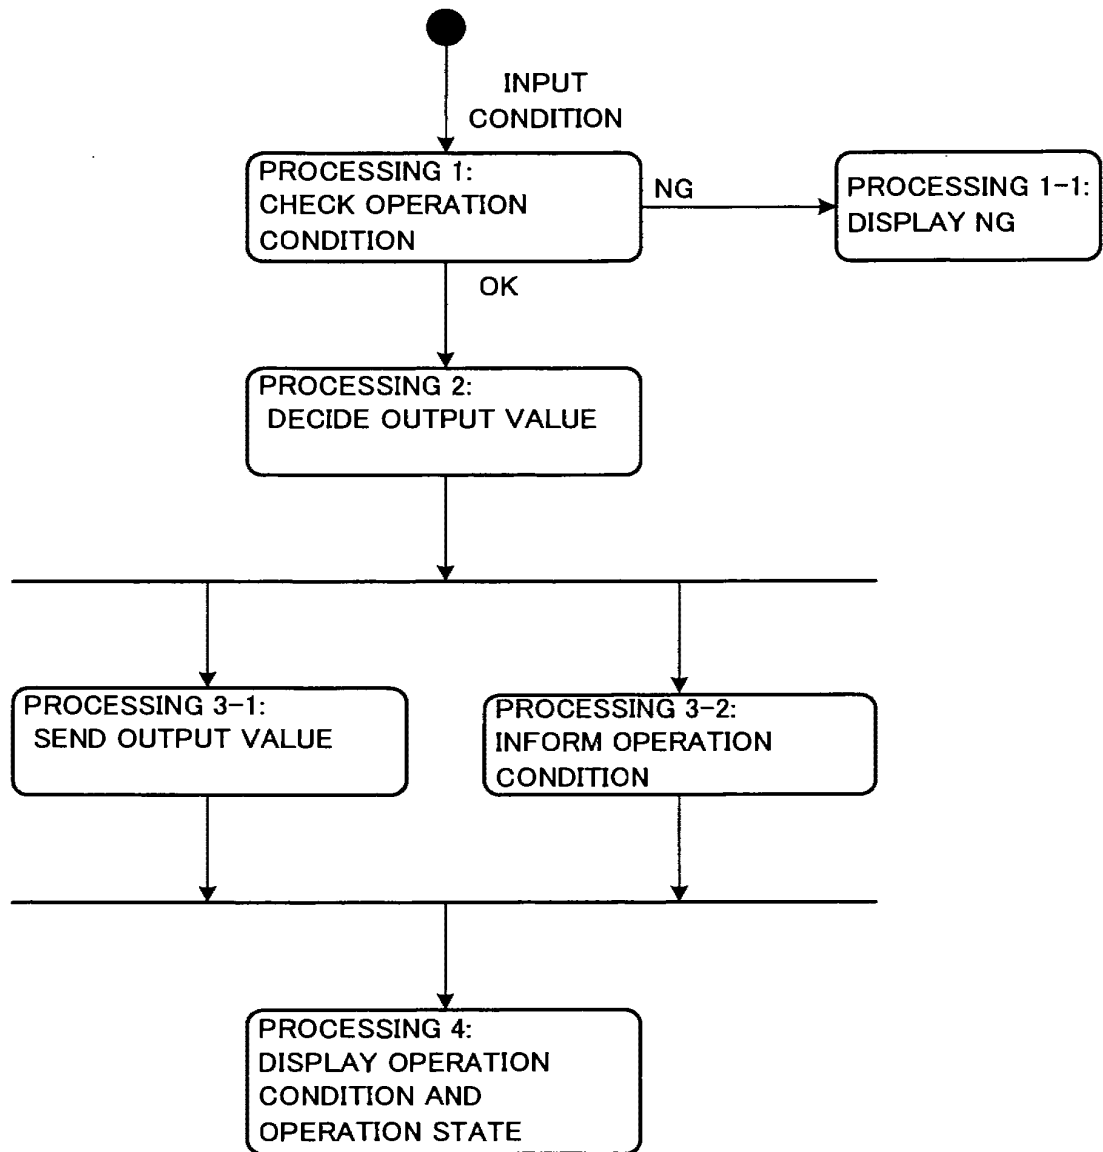 INPUT
CONDITION
PROCESSING 1:
CHECK OPERATION
CONDITION
NG
PROCESSING 1-1:
DISPLAY NG
OK
PROCESSING 2:
DECIDE OUTPUT VALUE
PROCESSING 3-1:
SEND OUTPUT VALUE
PROCESSING 3-2:
INFORM OPERATION
CONDITION
PROCESSING 4:
DISPLAY OPERATION
CONDITION AND
OPERATION STATE